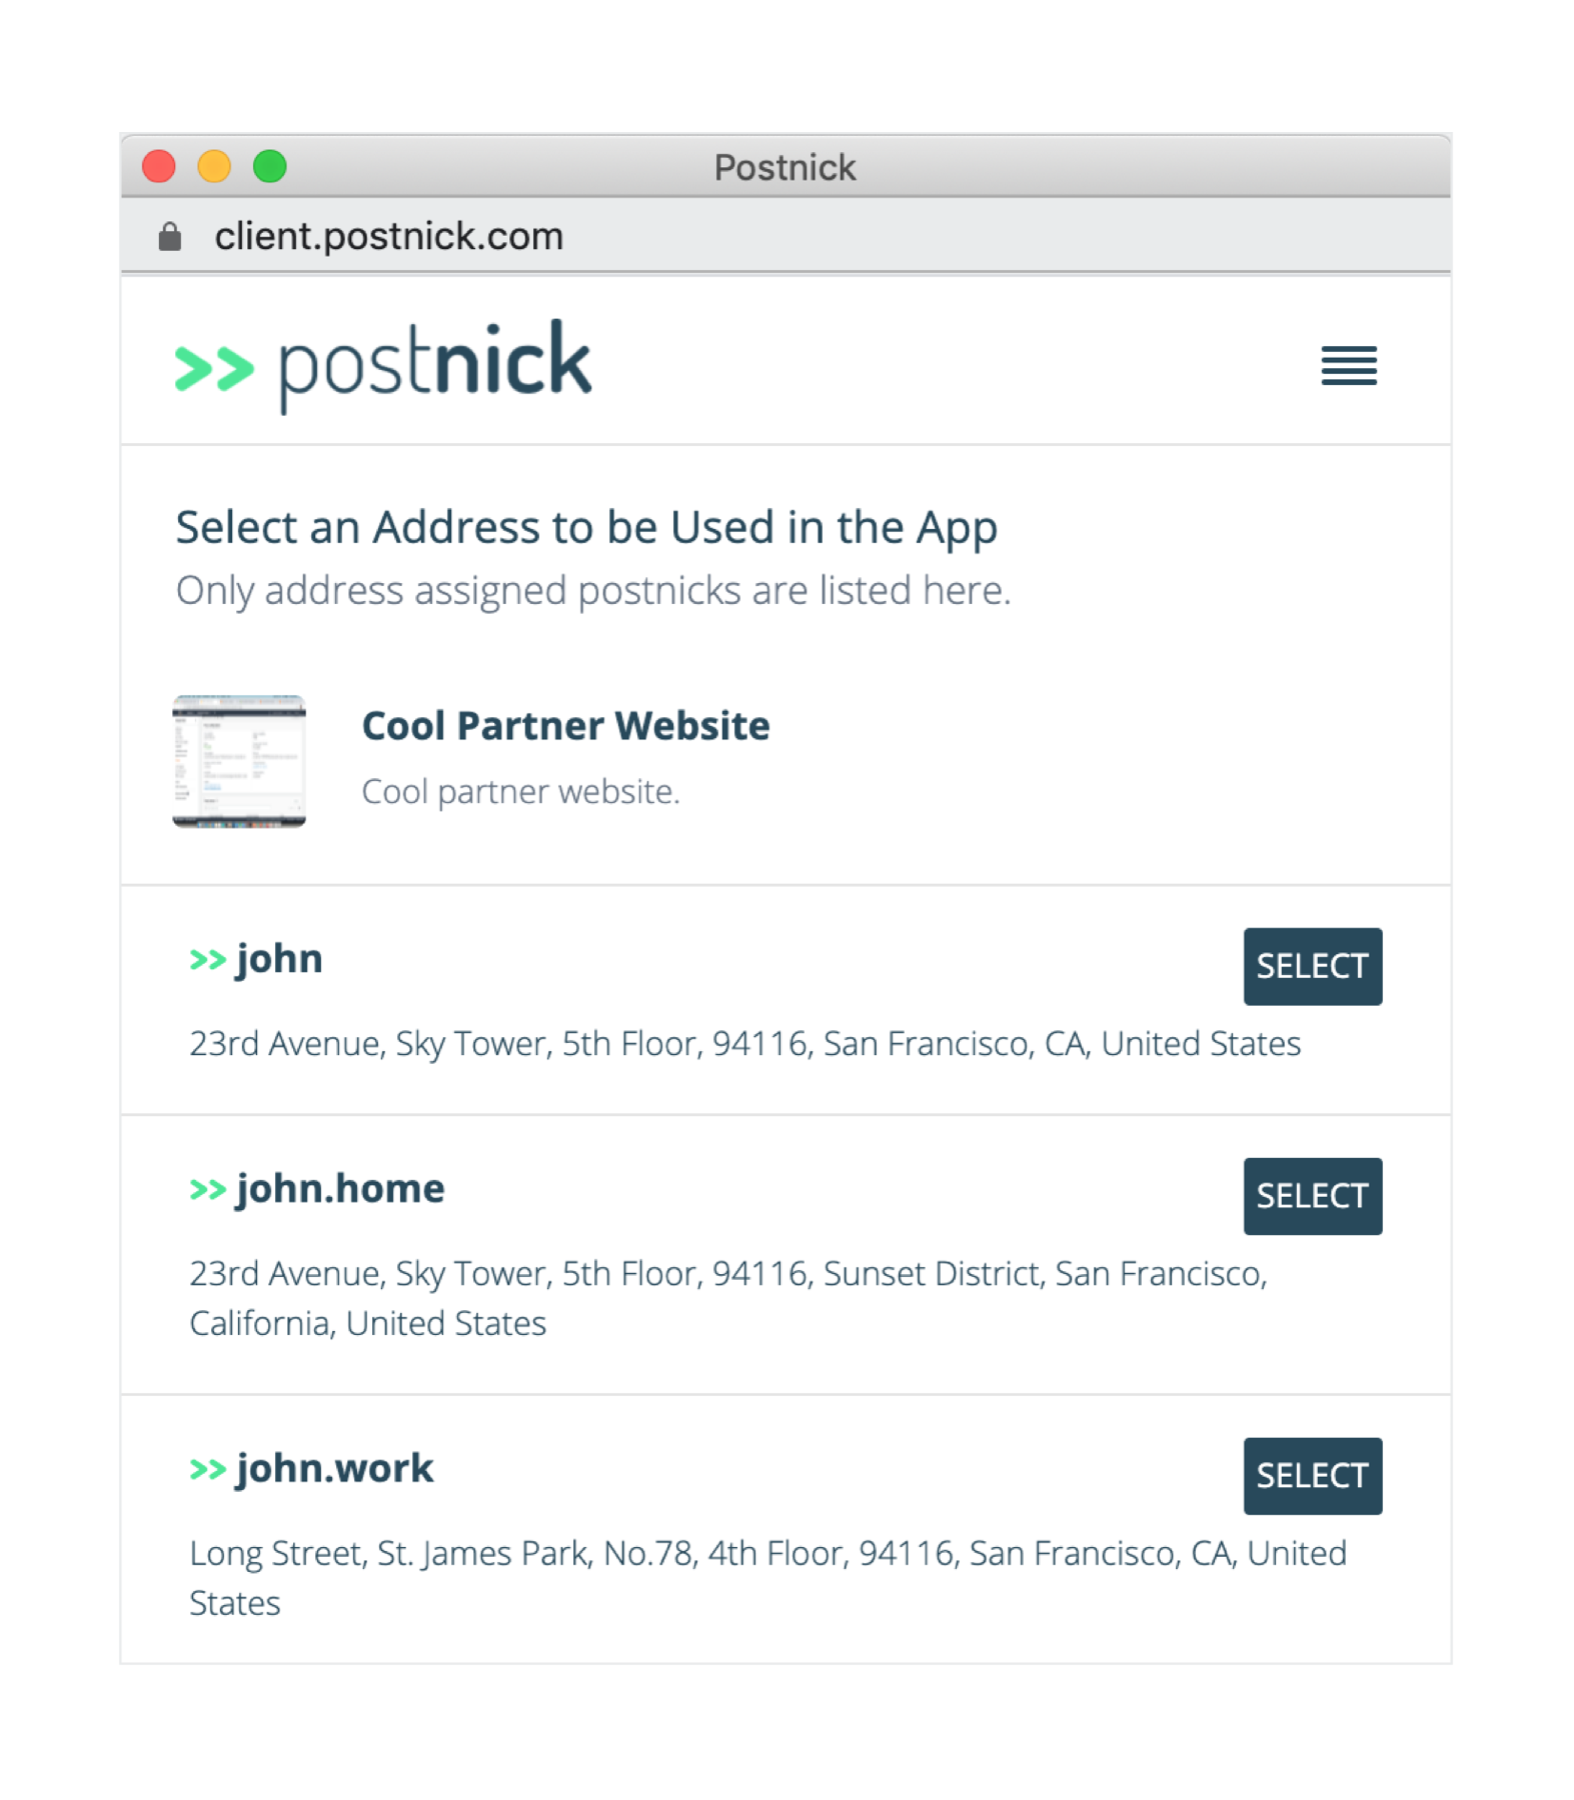 Postnick
client.postnick.com
>> postnick
Select an Address to be Used in the App
Only address assigned postnicks are listed here.
Cool Partner Website
Cool partner website.
>> john
SELECT
23rd Avenue, Sky Tower, 5th Floor, 94116, San Francisco, CA, United States
>> john.home
SELECT
23rd Avenue, Sky Tower, 5th Floor, 94116, Sunset District, San Francisco,
California, United States
>> john.work
SELECT
Long Street, St. James Park, No.78, 4th Floor, 94116, San Francisco, CA, United
States